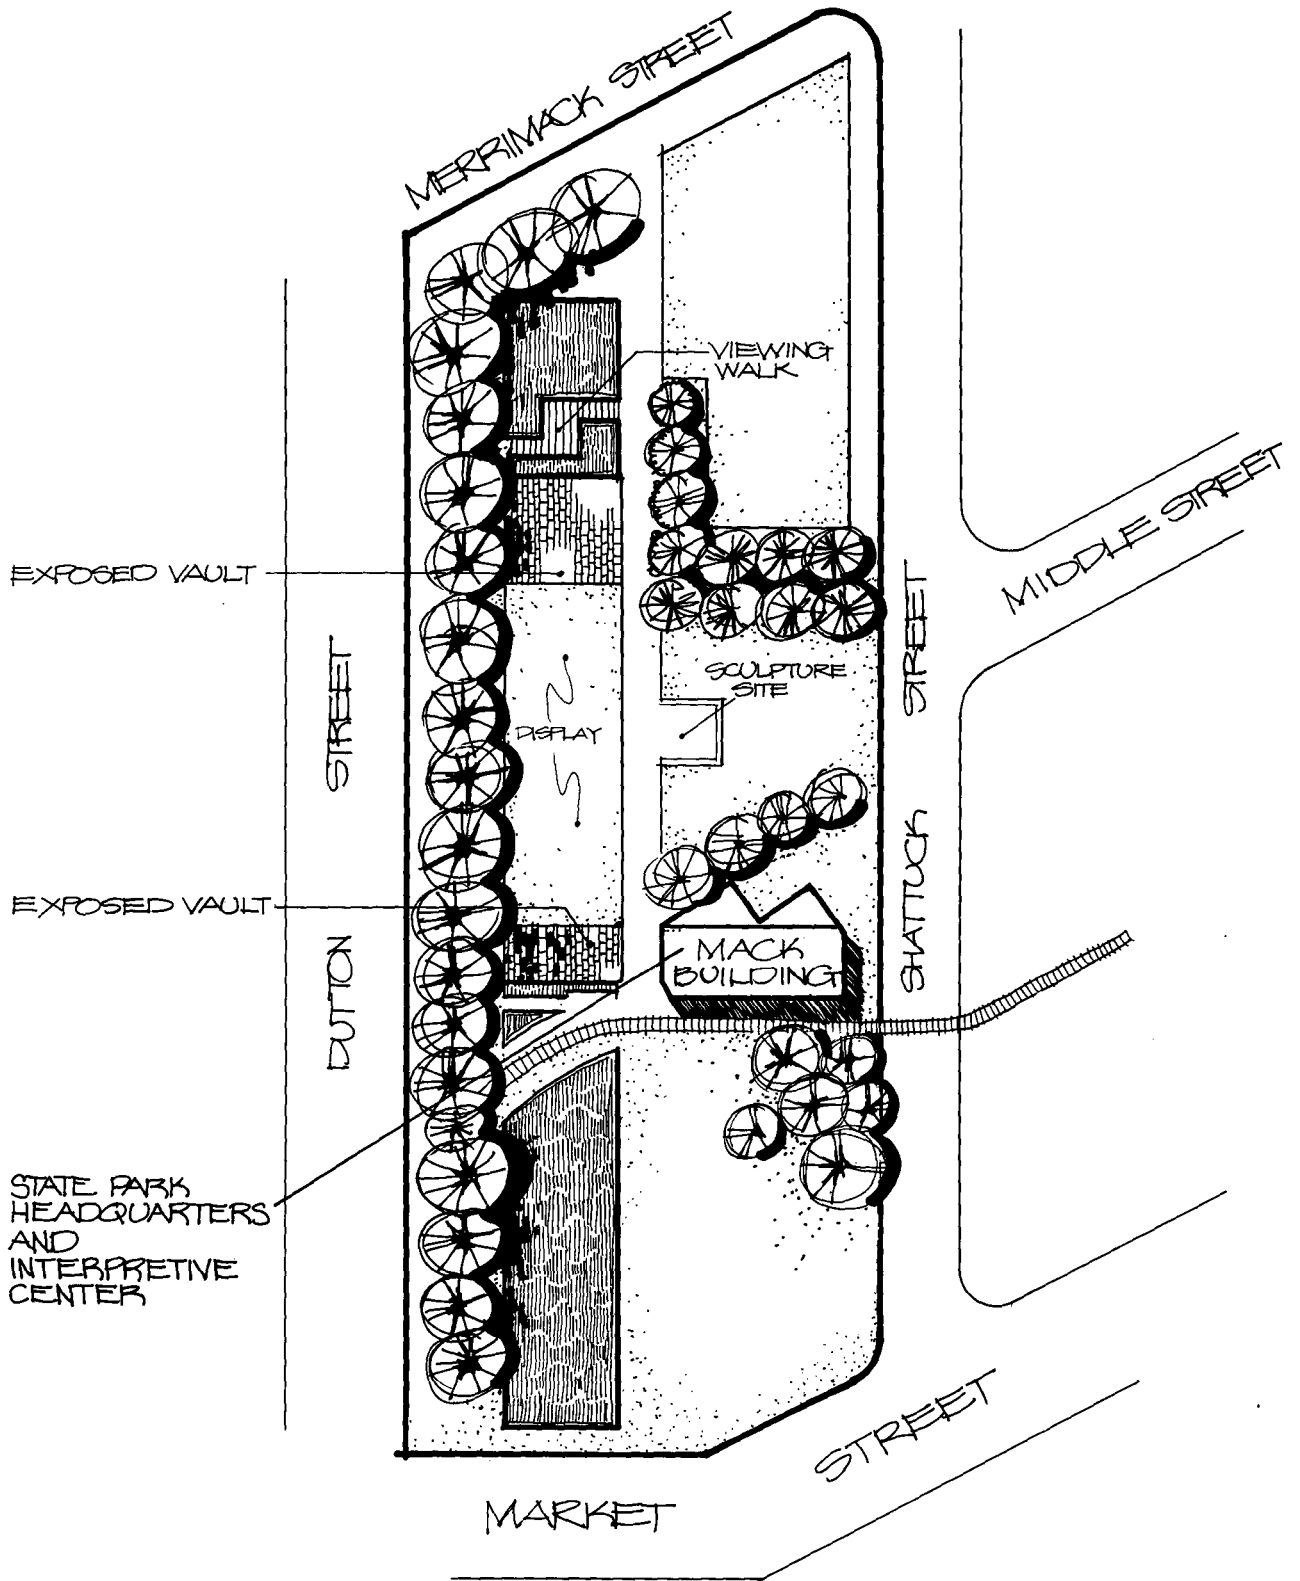 MERRIMACK STREET
VIEWING
WALK
MIDDLE STREET
EXPOSED VAULT
STREET
STREET
SCULPTURE
SITE
DISPLAY
EXPOSED VAULT
SHATTUCK
MACK
BUILDING
DUTTON
STATE PARK
HEADQUARTERS
AND
INTERPRETIVE
CENTER
STREET
MARKET